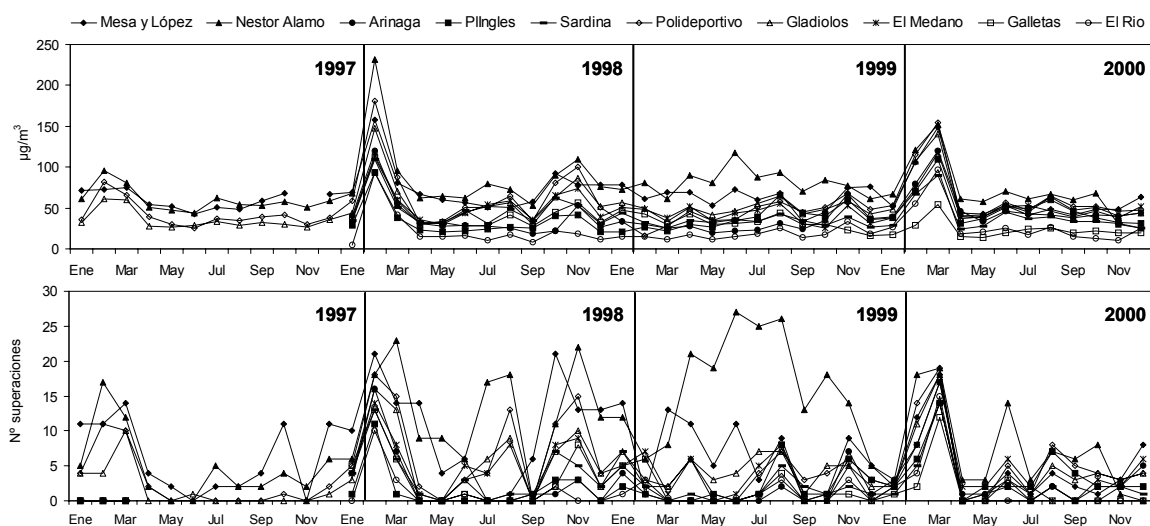 Mesa y López Nestor Alamo Arinaga PIIngles Sardina Polideportivo Gladiolos El Medano Galletas El Rio
250
200
150
100
50
0
µg/m³
1997 1998 1999 2000
Ene Mar May Jul Sep Nov Ene Mar May Jul Sep Nov Ene Mar May Jul Sep Nov Ene Mar May Jul Sep Nov
30
25
20
15
10
5
0
Nº superaciones
1997 1998 1999 2000
Ene Mar May Jul Sep Nov Ene Mar May Jul Sep Nov Ene Mar May Jul Sep Nov Ene Mar May Jul Sep Nov